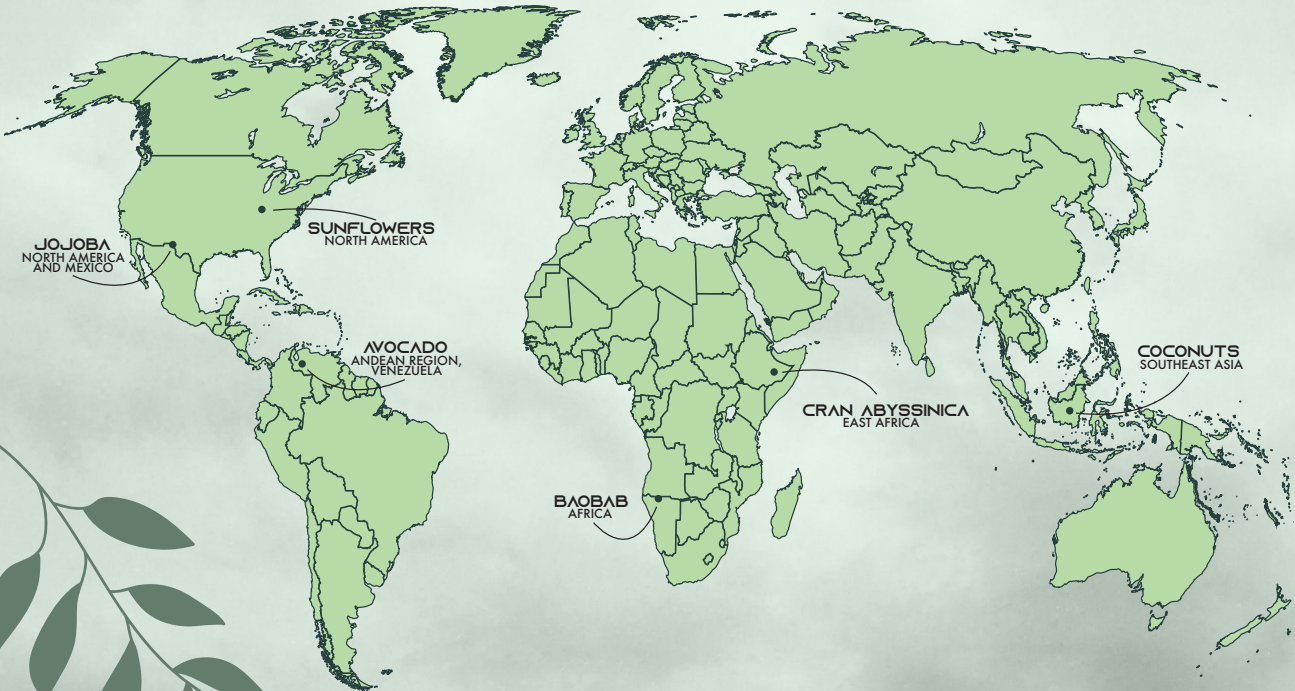 SUNFLOWERS
NORTH AMERICA
JOJOBA
NORTH AMERICA
AND MEXICO
AVOCADO
ANDEAN REGION,
VENEZUELA
COCONUTS
SOUTHEAST ASIA
CRAN ABYSSINICA
EAST AFRICA
BAOBAB
AFRICA